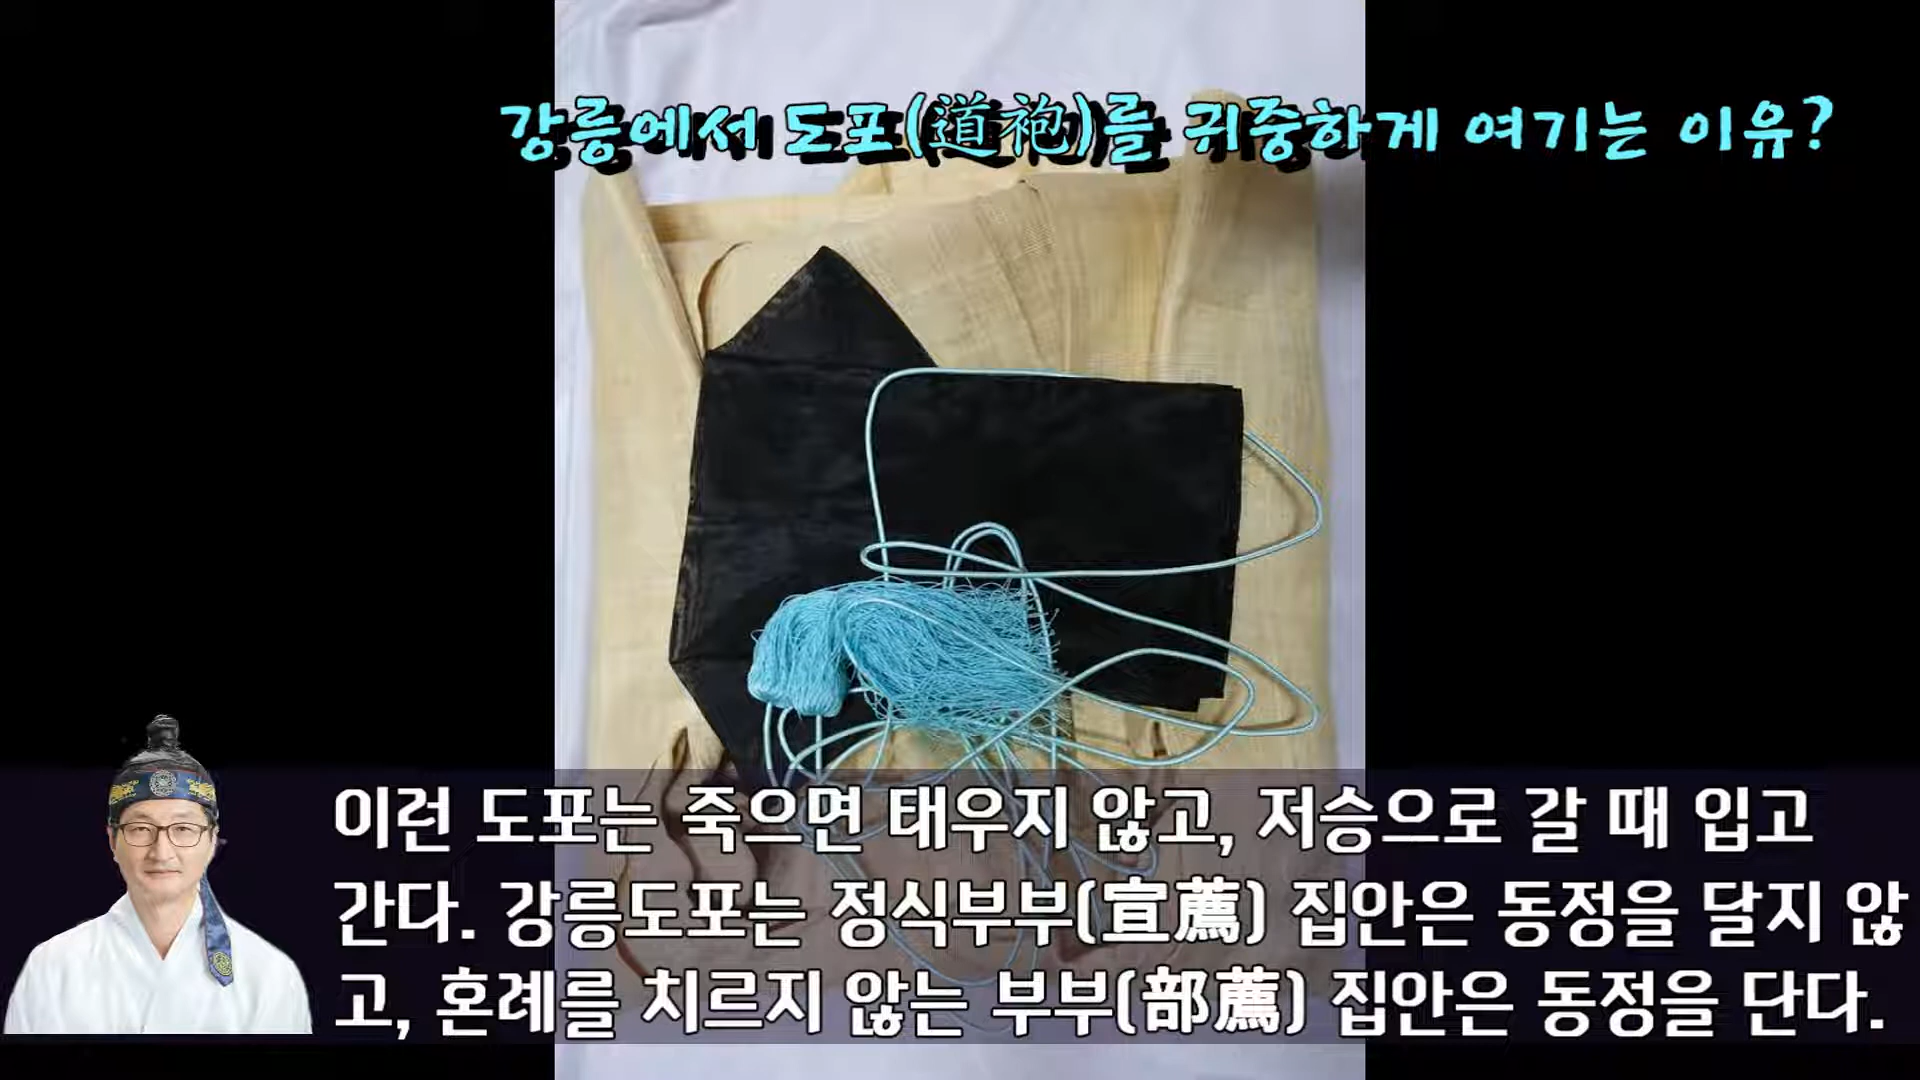 강릉에서 도포(道袍)를 귀중하게 여기는 이유?
이런 도포는 죽으면 태우지 않고, 저승으로 갈 때 입고
간다. 강릉도포는 정식부부(宣薦) 집안은 동정을 달지 않
고, 혼례를 치르지 않는 부부(部薦) 집안은 동정을 단다.